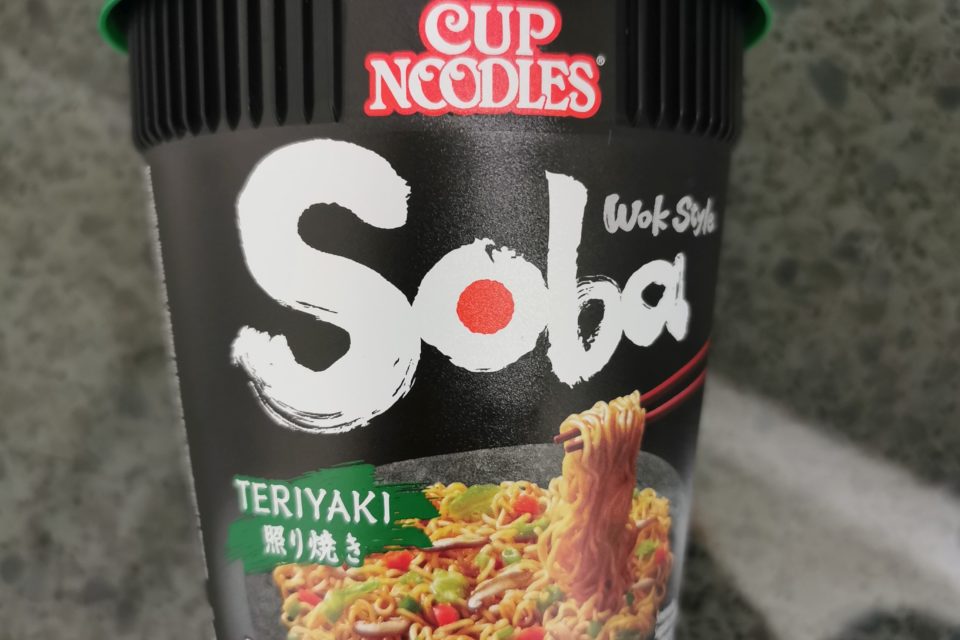 CUP
NOODLES®
Soba
Wok Style
TERIYAKI
照り焼き